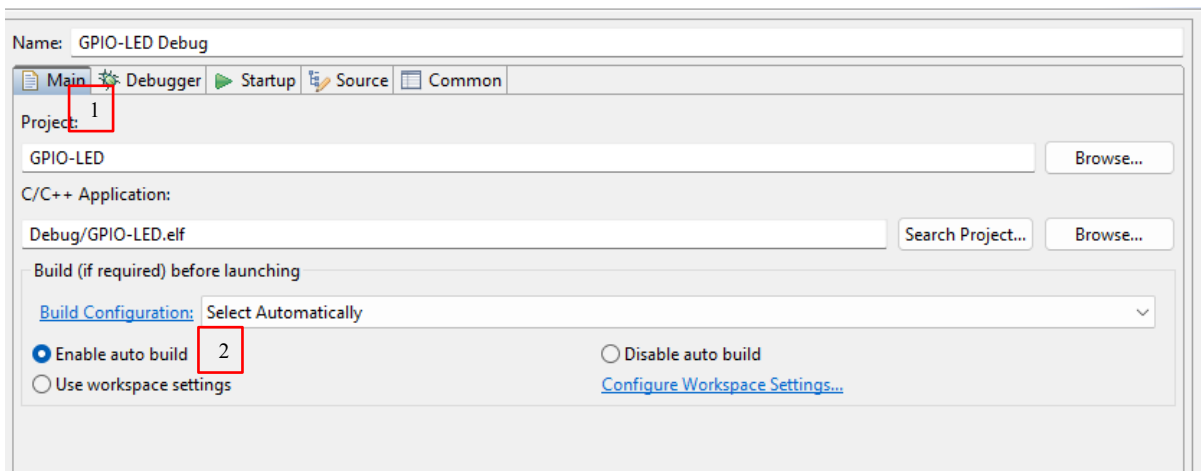 Name: GPIO-LED Debug
Main Debugger Startup Source Common
1
Project:
GPIO-LED Browse...
C/C++ Application:
Debug/GPIO-LED.elf Search Project... Browse...
Build (if required) before launching
Build Configuration: Select Automatically
Enable auto build 2 Disable auto build
Use workspace settings Configure Workspace Settings...